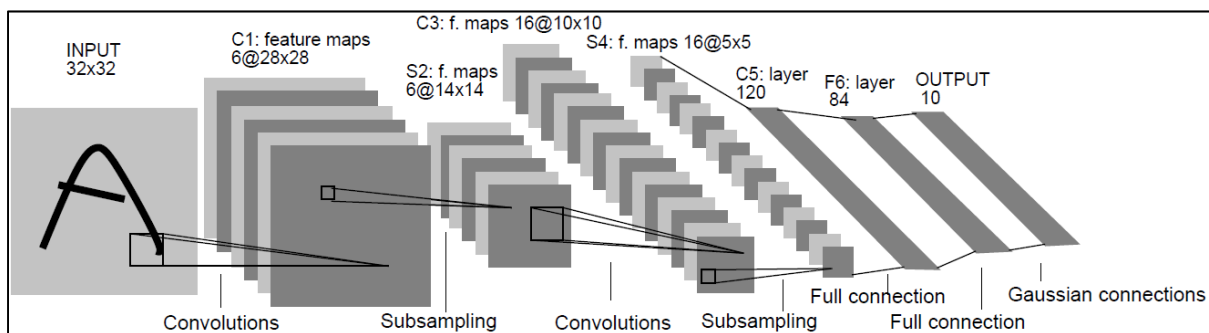 INPUT
32x32
C1: feature maps
6@28x28
S2: f. maps
6@14x14
C3: f. maps 16@10x10
S4: f. maps 16@5x5
C5: layer
120
F6: layer
84
OUTPUT
10
Convolutions
Subsampling
Convolutions
Subsampling
Full connection
Full connection
Gaussian connections